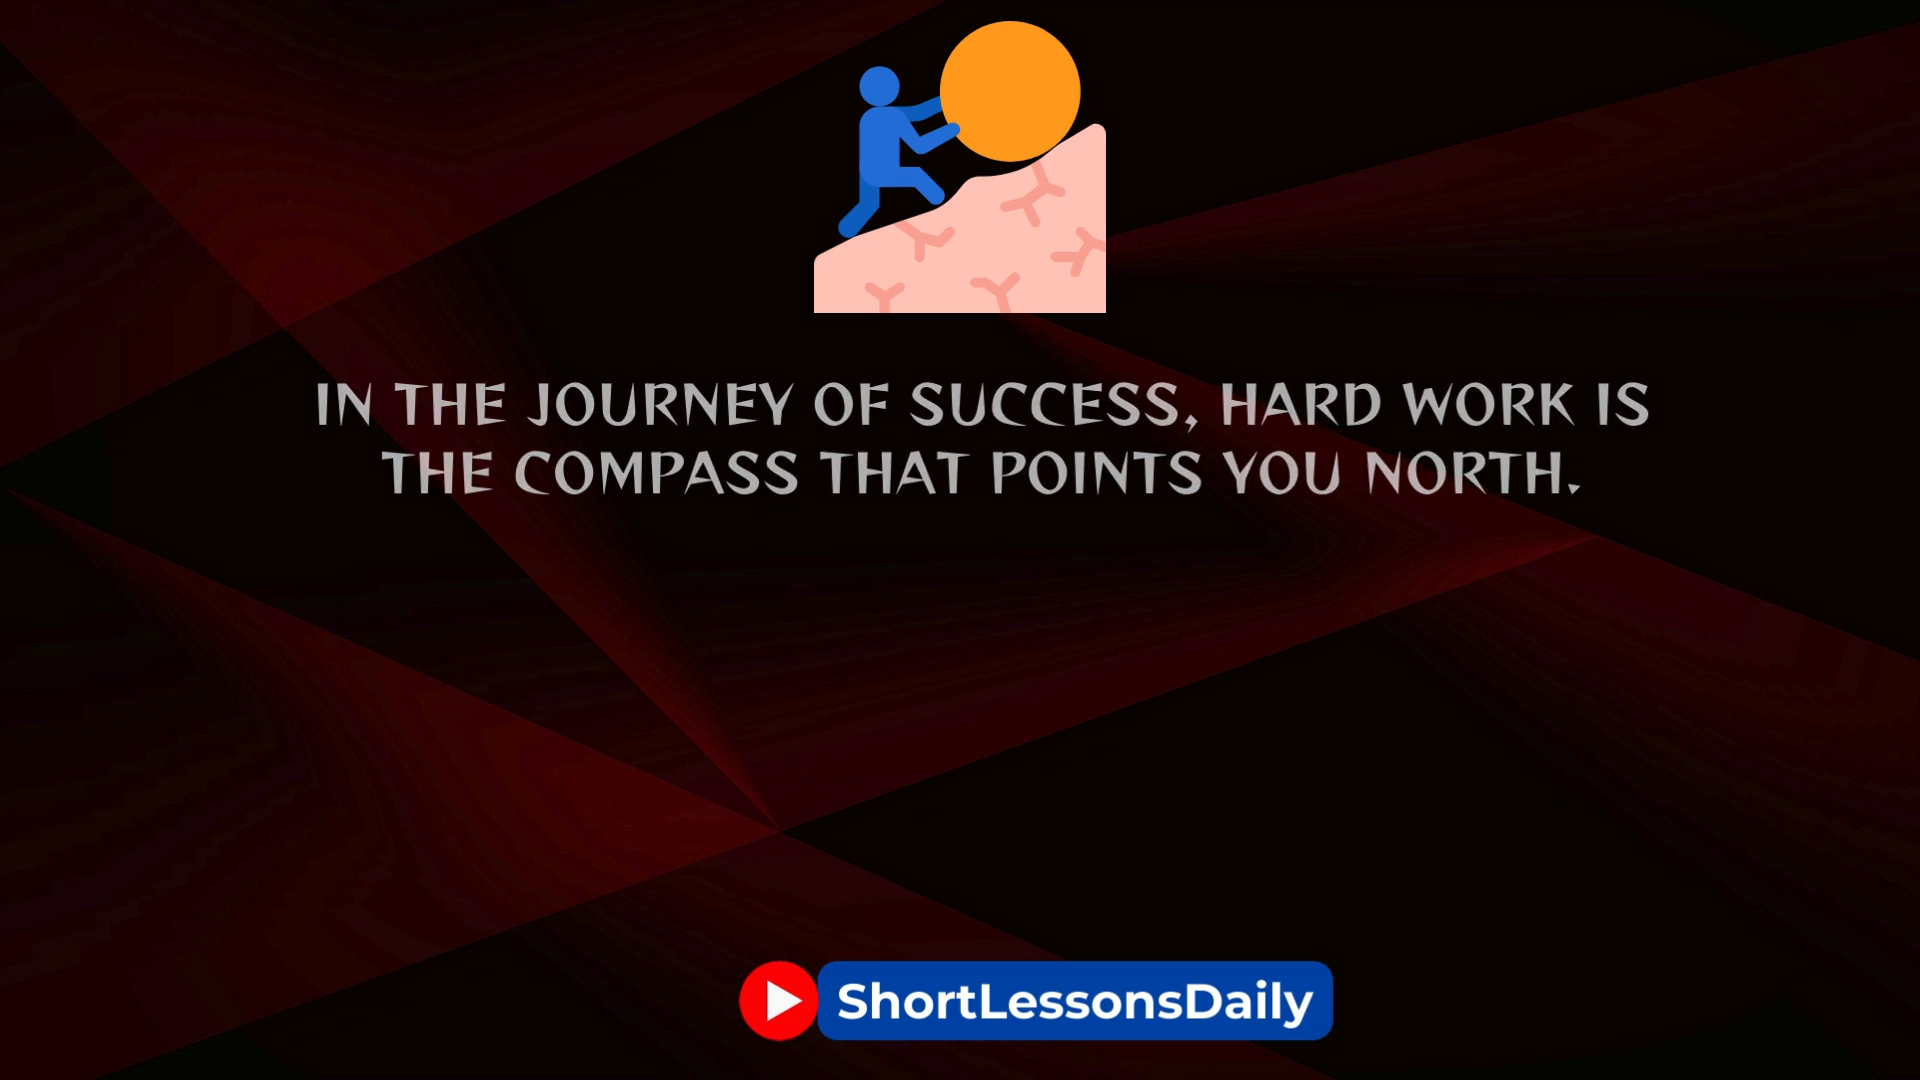 IN THE JOURNEY OF SUCCESS, HARD WORK IS
THE COMPASS THAT POINTS YOU NORTH.
ShortLessonsDaily